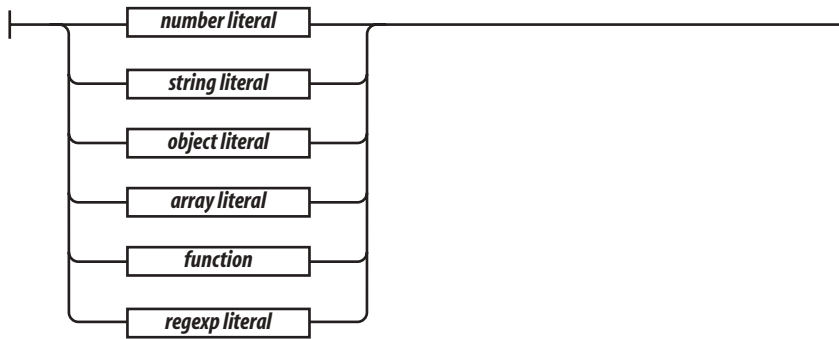 number literal
string literal
object literal
array literal
function
regexp literal